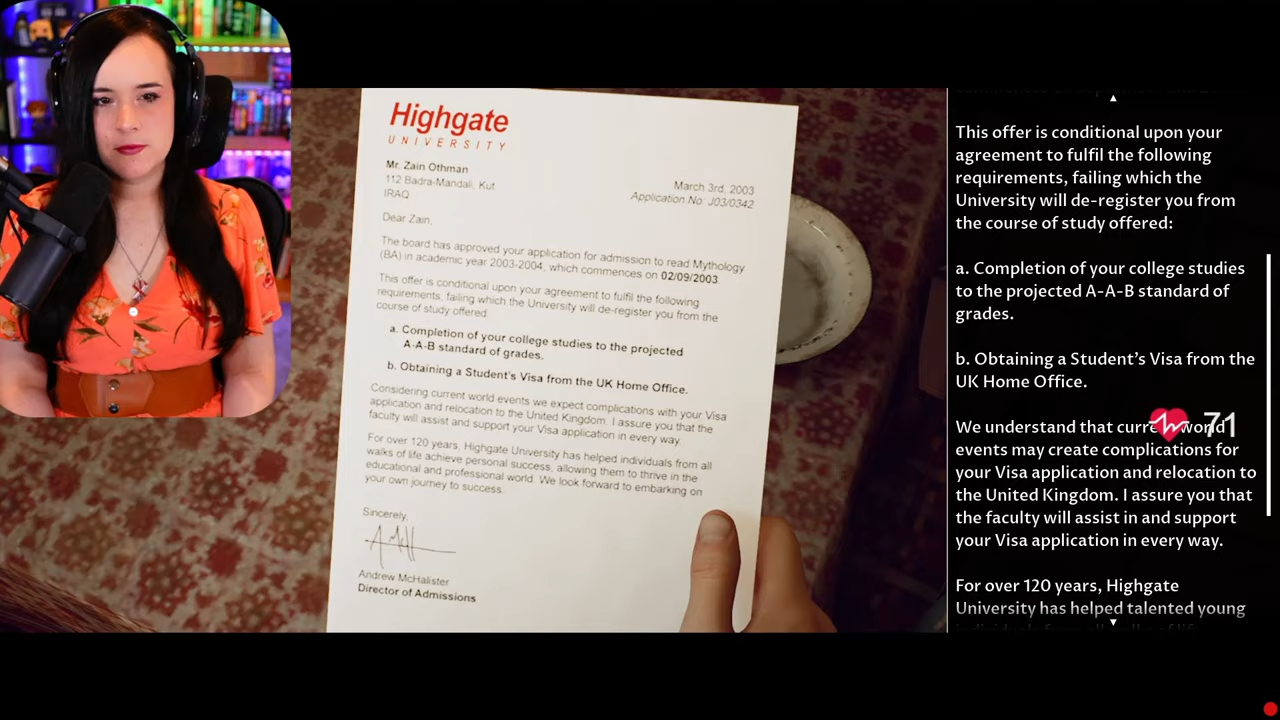 Highgate
UNIVERSITY
Mr. Zain Othman
112 Badra-Mandali, Kut
IRAQ
March 3rd, 2003
Application No: J03/0342
Dear Zain,
The board has approved your application for admission to read Mythology
(BA) in academic year 2003-2004, which commences on 02/09/2003.
This offer is conditional upon your agreement to fulfil the following
requirements, failing which the University will de-register you from the
course of study offered:
a. Completion of your college studies to the projected
A-A-B standard of grades.
b. Obtaining a Student's Visa from the UK Home Office.
Considering current world events we expect complications with your Visa
application and relocation to the United Kingdom. I assure you that the
faculty will assist and support your Visa application in every way.
For over 120 years, Highgate University has helped individuals from all
walks of life achieve personal success, allowing them to thrive in the
educational and professional world. We look forward to embarking on
your own journey to success.
Sincerely,
Andrew McHalister
Director of Admissions
This offer is conditional upon your
agreement to fulfil the following
requirements, failing which the
University will de-register you from
the course of study offered:
a. Completion of your college studies
to the projected A-A-B standard of
grades.
b. Obtaining a Student's Visa from the
UK Home Office.
We understand that current world
events may create complications for
your Visa application and relocation to
the United Kingdom. I assure you that
the faculty will assist in and support
your Visa application in every way.
For over 120 years, Highgate
University has helped talented young
71